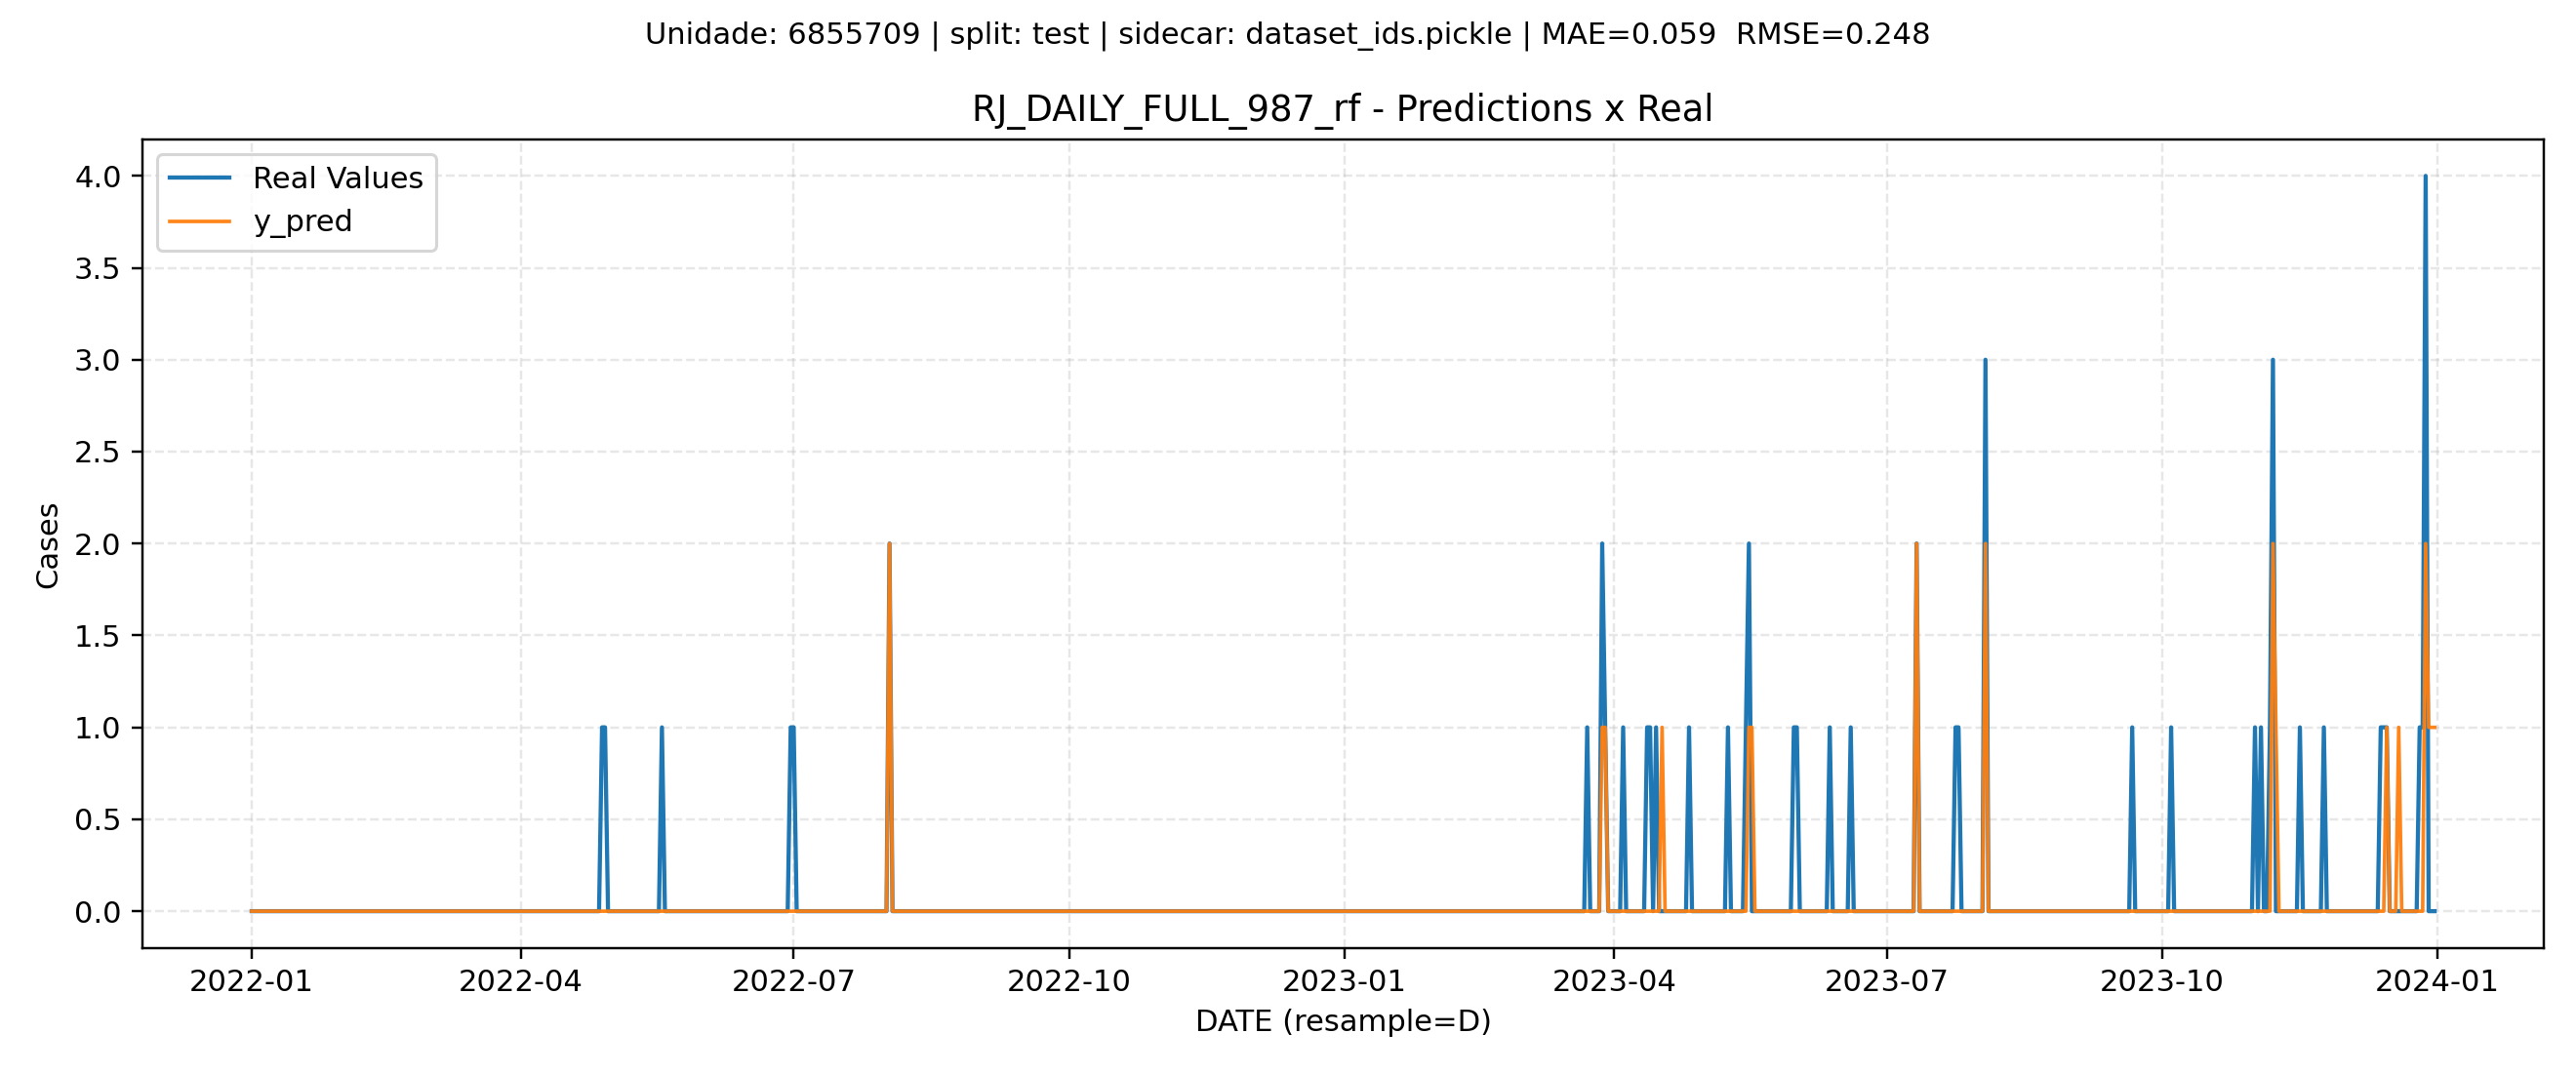 Unidade: 6855709 | split: test | sidecar: dataset_ids.pickle | MAE=0.059  RMSE=0.248
RJ_DAILY_FULL_987_rf - Predictions x Real
Real Values
y_pred
4.0
3.5
3.0
2.5
2.0
1.5
1.0
0.5
0.0
Cases
2022-01 2022-04 2022-07 2022-10 2023-01 2023-04 2023-07 2023-10 2024-01
DATE (resample=D)